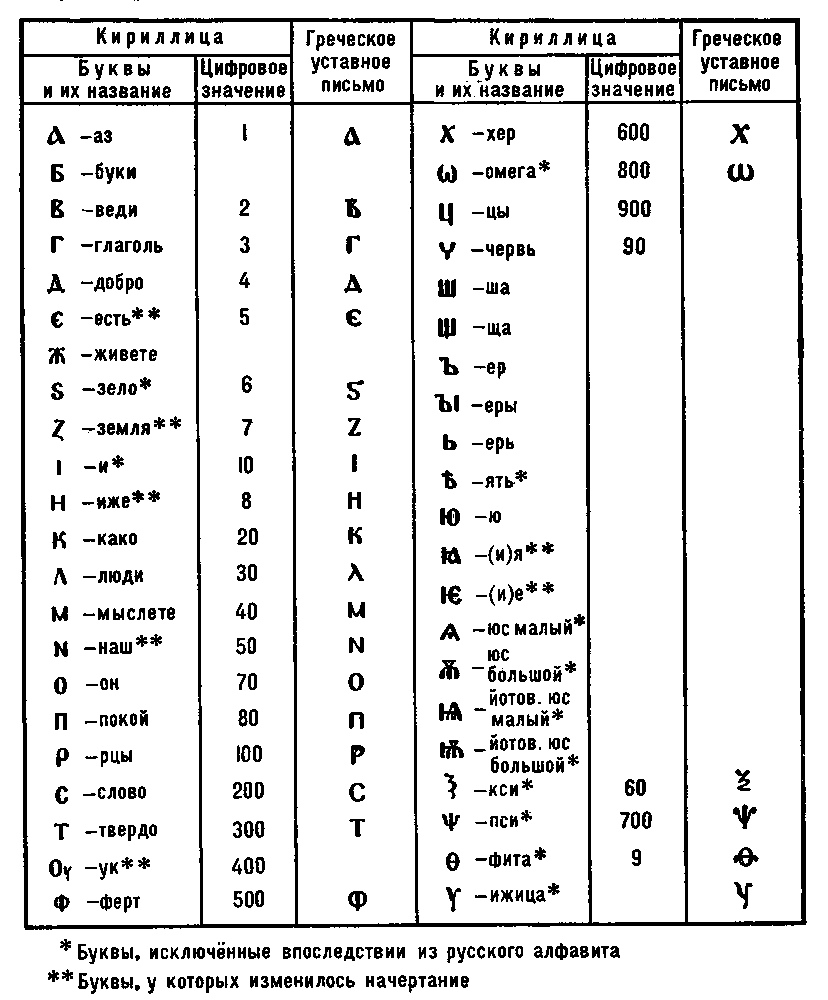 Кириллица Греческое уставное письмо Кириллица Греческое уставное письмо
Буквы и их название Цифровое значение Буквы и их название Цифровое значение
Ѧ –аз 1 Δ Х –хер 600 Х
Б –буки Ѡ –омега* 800 Ѡ
В –веди 2 В Ц –цы 900
Г –глаголь 3 Г Ч –червь 90
Д –добро 4 Δ Ш –ша
Є –есть** 5 Є Щ –ща
Ж –живете Ъ –ер
Ѕ –зело* 6 Ϛ ЪІ –еры
Ꙁ –земля** 7 Z Ь –ерь
І –и* 10 І Ѣ –ять*
Н –иже** 8 Н Ю –ю
К –како 20 К Ꙗ –(и)я**
Л –люди 30 λ Ѥ –(и)е**
М –мыслете 40 М Ѧ –юс малый*
N –наш** 50 N Ѫ –юс большой*
О –он 70 О Ѩ –йотов. юс малый*
П –покой 80 П Ѭ –йотов. юс большой*
Р –рцы 100 Р Ѯ –кси* 60 Ξ
С –слово 200 С Ѱ –пси* 700 Ψ
Т –твердо 300 Т Ѳ –фита* 9 Θ
Оу –ук** 400 Ѵ –ижица* У
Ф –ферт 500 Ф
* Буквы, исключённые впоследствии из русского алфавита
** Буквы, у которых изменилось начертание